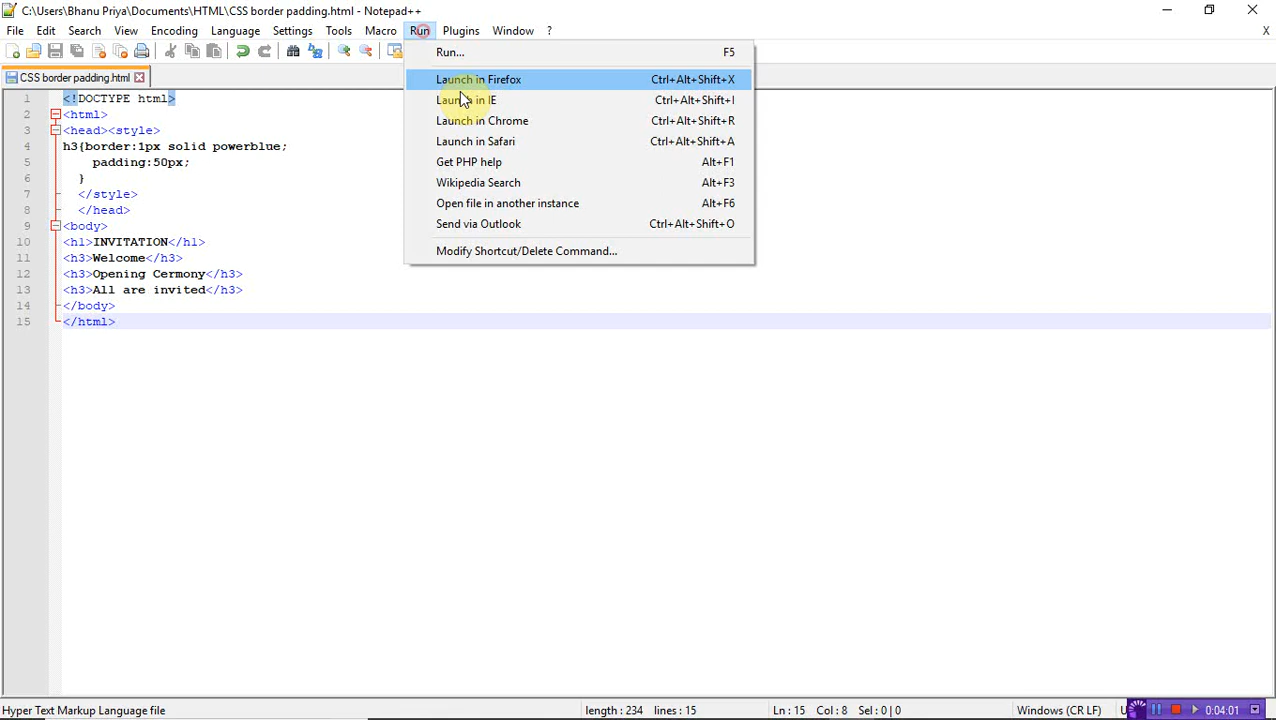 C:\Users\Bhanu Priya\Documents\HTML\CSS border padding.html - Notepad++
File Edit Search View Encoding Language Settings Tools Macro Run Plugins Window ? X
CSS border padding.html
Run... F5
Launch in Firefox Ctrl+Alt+Shift+X
Launch in IE Ctrl+Alt+Shift+I
Launch in Chrome Ctrl+Alt+Shift+R
Launch in Safari Ctrl+Alt+Shift+A
Get PHP help Alt+F1
Wikipedia Search Alt+F3
Open file in another instance Alt+F6
Send via Outlook Ctrl+Alt+Shift+O
Modify Shortcut/Delete Command...
1 <!DOCTYPE html>
2 <html>
3 <head><style>
4 h3{border:1px solid powerblue;
5 padding:50px;
6 }
7 </style>
8 </head>
9 <body>
10 <h1>INVITATION</h1>
11 <h3>Welcome</h3>
12 <h3>Opening Cermony</h3>
13 <h3>All are invited</h3>
14 </body>
15 </html>
Hyper Text Markup Language file length : 234 lines : 15 Ln : 15 Col : 8 Sel : 0 | 0 Windows (CR LF) 0:04:01